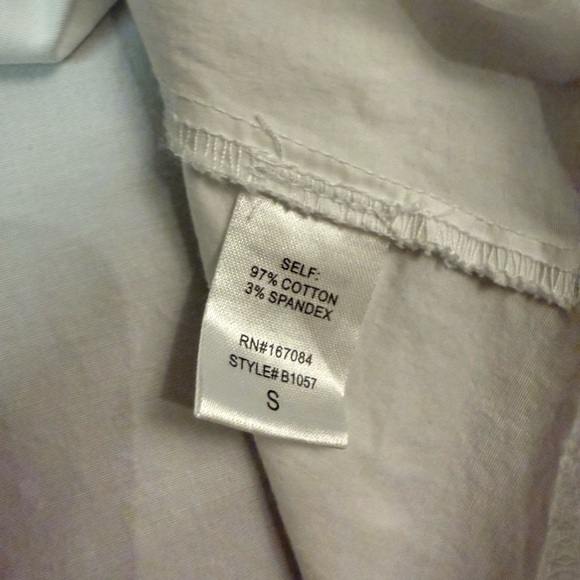 SELF:
97% COTTON
3% SPANDEX
RN#167084
STYLE# B1057
S